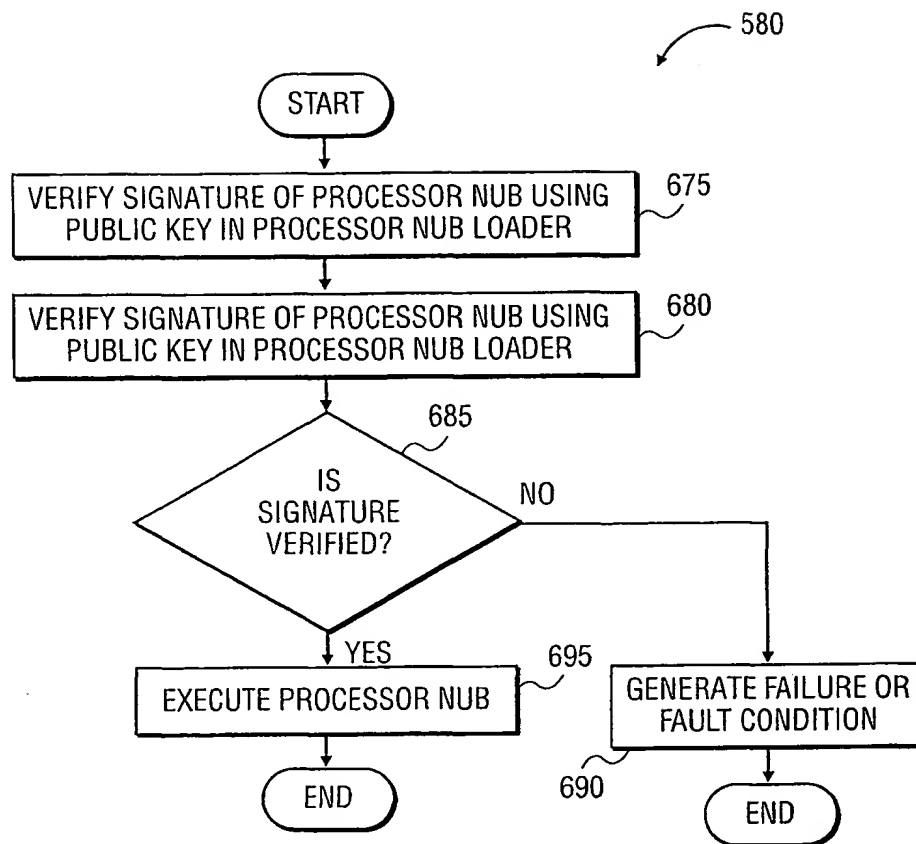 580
START
VERIFY SIGNATURE OF PROCESSOR NUB USING
PUBLIC KEY IN PROCESSOR NUB LOADER
675
VERIFY SIGNATURE OF PROCESSOR NUB USING
PUBLIC KEY IN PROCESSOR NUB LOADER
680
685
IS
SIGNATURE
VERIFIED?
NO
YES
EXECUTE PROCESSOR NUB
695
GENERATE FAILURE OR
FAULT CONDITION
690
END
END